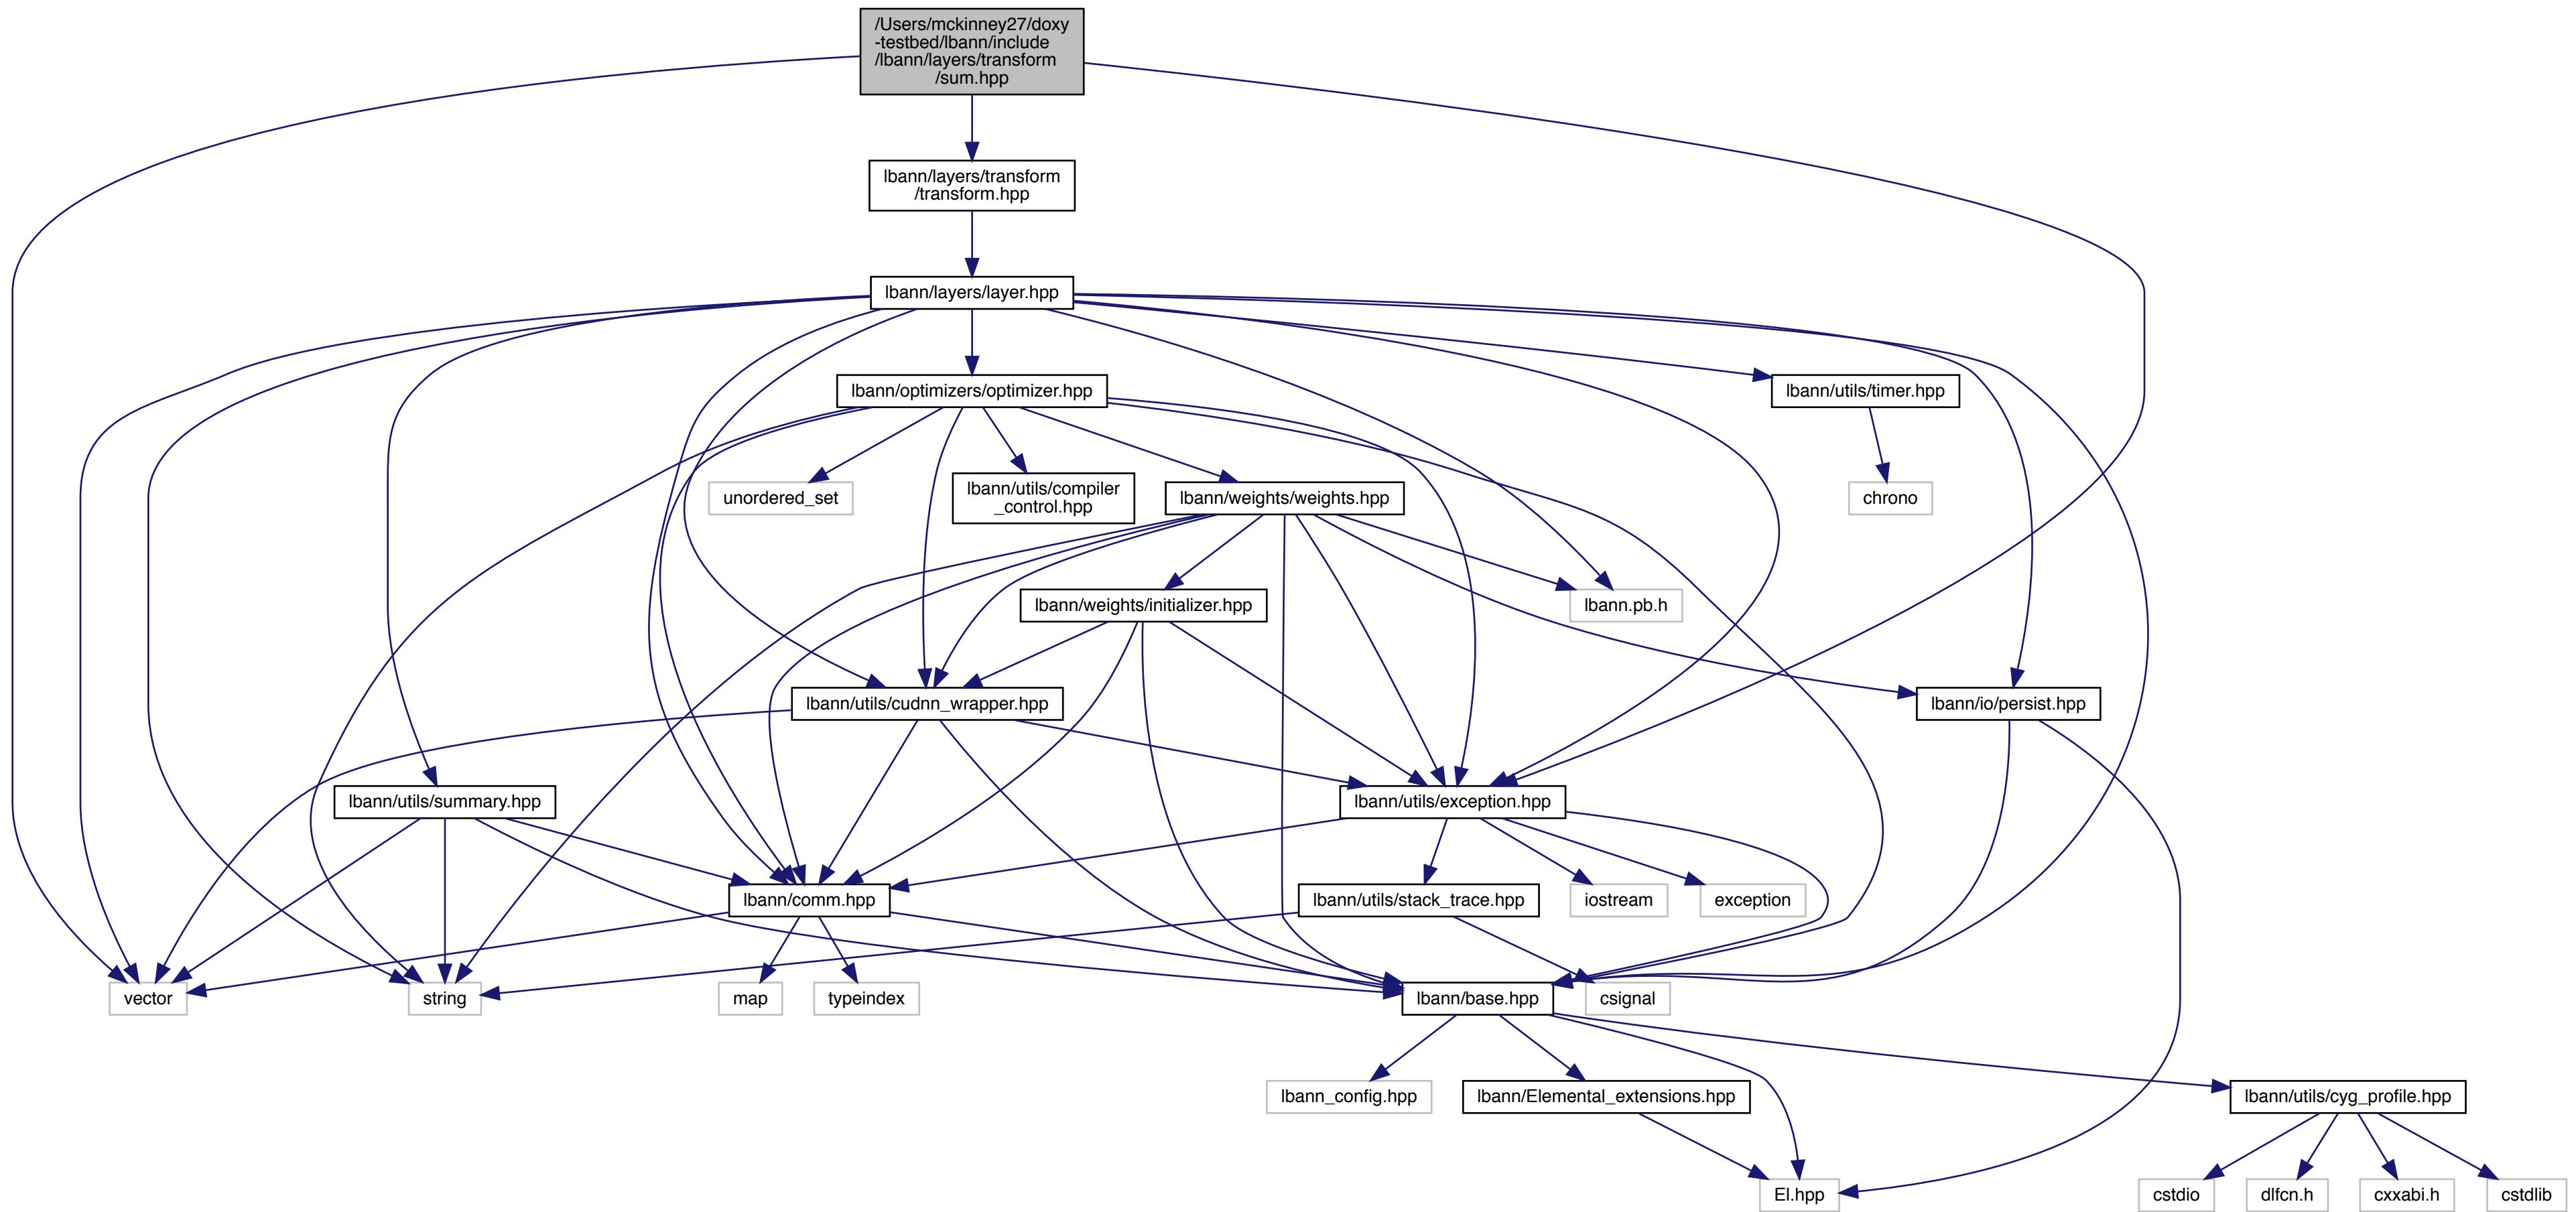 /Users/mckinney27/doxy
-testbed/lbann/include
/lbann/layers/transform
/sum.hpp
lbann/layers/transform
/transform.hpp
lbann/layers/layer.hpp
lbann/optimizers/optimizer.hpp
lbann/utils/timer.hpp
unordered_set
lbann/utils/compiler
_control.hpp
lbann/weights/weights.hpp
chrono
lbann/weights/initializer.hpp
lbann.pb.h
lbann/utils/cudnn_wrapper.hpp
lbann/io/persist.hpp
lbann/utils/summary.hpp
lbann/utils/exception.hpp
lbann/comm.hpp
lbann/utils/stack_trace.hpp
iostream
exception
vector
string
map
typeindex
lbann/base.hpp
csignal
lbann_config.hpp
lbann/Elemental_extensions.hpp
lbann/utils/cyg_profile.hpp
El.hpp
cstdio
dlfcn.h
cxxabi.h
cstdlib